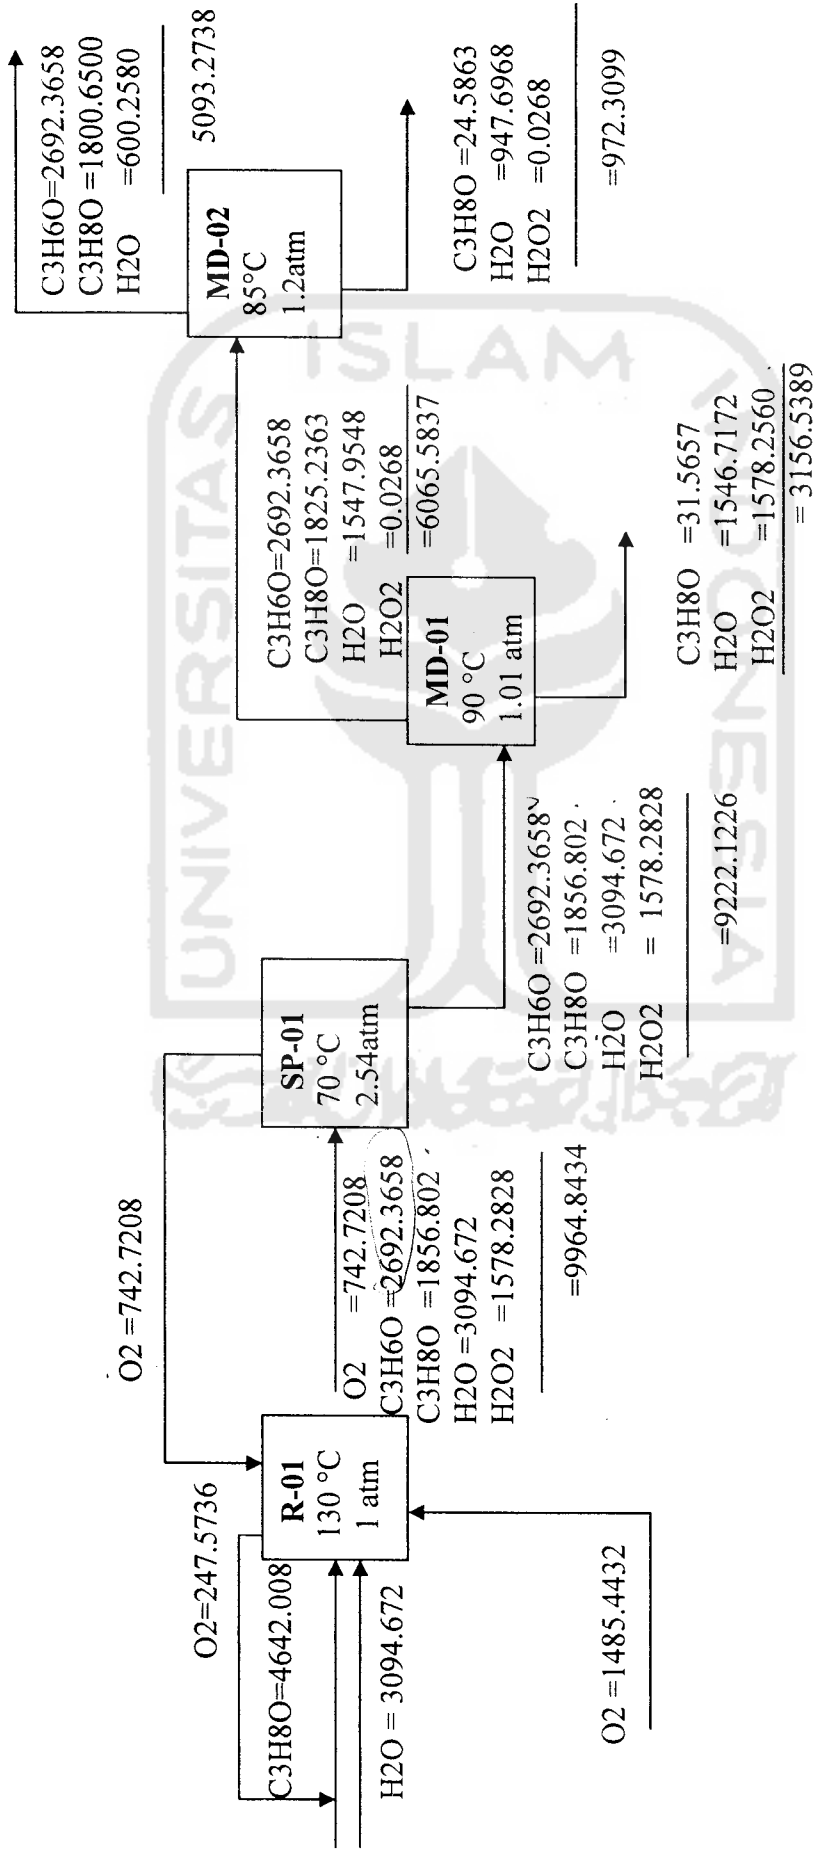 O2 =742.7208
O2=247.5736
C3H8O=4642.008
H2O = 3094.672
O2 =1485.4432
R-01
130 °C
1 atm
O2 =742.7208
C3H6O =2692.3658
C3H8O =1856.802
H2O =3094.672
H2O2 =1578.2828
=9964.8434
SP-01
70 °C
2.54atm
C3H6O =2692.3658
C3H8O =1856.802
H2O =3094.672
H2O2 = 1578.2828
=9222.1226
MD-01
90 °C
1.01 atm
C3H6O=2692.3658
C3H8O=1825.2363
H2O =1547.9548
H2O2 =0.0268
=6065.5837
C3H8O =31.5657
H2O =1546.7172
H2O2 =1578.2560
= 3156.5389
MD-02
85°C
1.2atm
C3H6O=2692.3658
C3H8O =1800.6500
H2O =600.2580
5093.2738
C3H8O =24.5863
H2O =947.6968
H2O2 =0.0268
=972.3099
UNIVERSITAS
ISLAM
INDONESIA